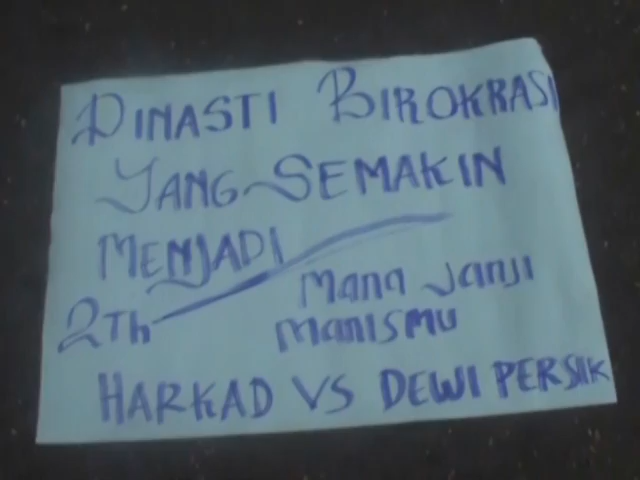 DINASTI BIROKRASI
YANG SEMAKIN
MENJADI
2Th Mana Janji
manismu
HARKAD VS DEWI PERSIK